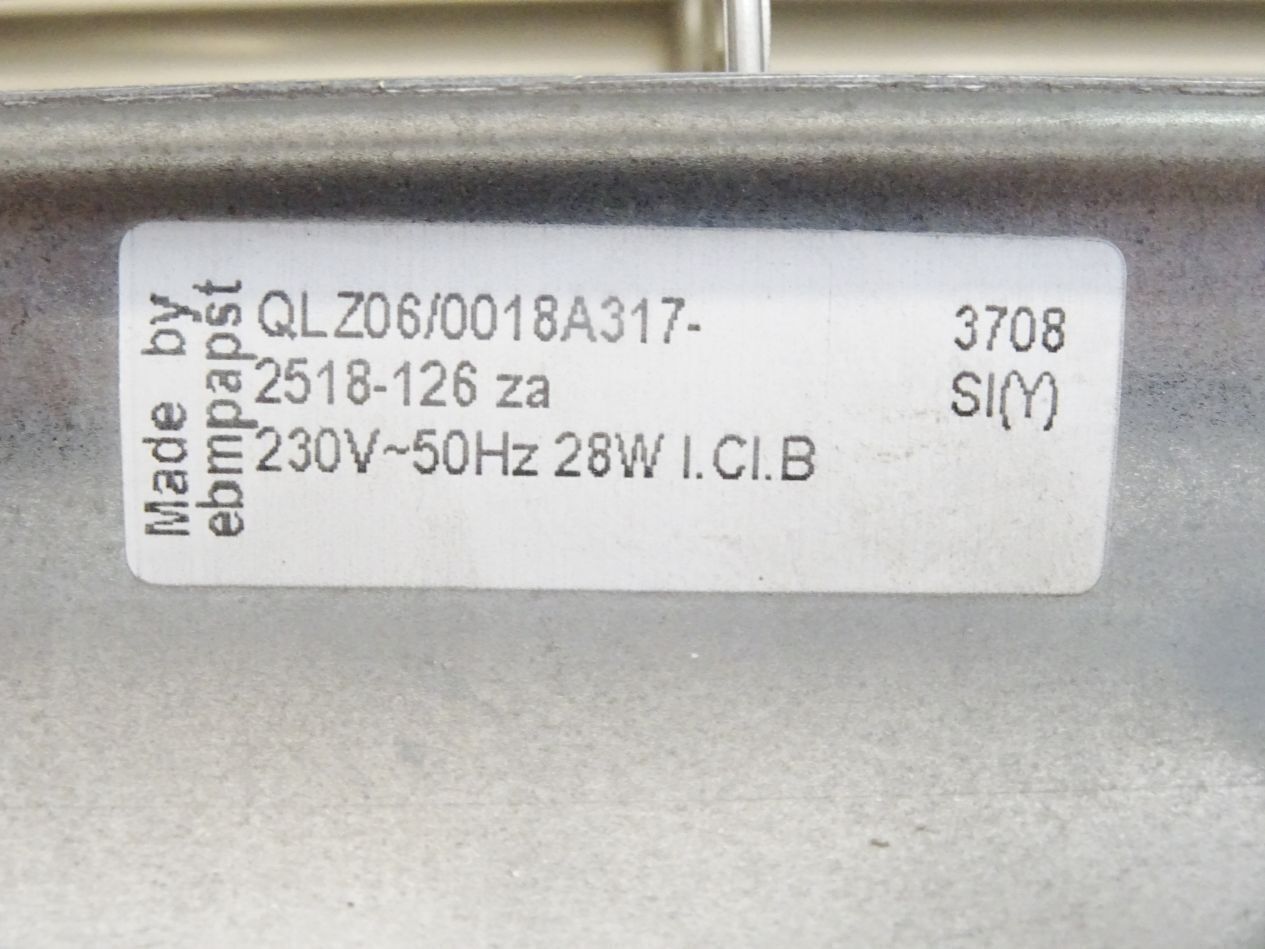 Made by
ebmpapst
QLZ06/0018A317-
2518-126 za
230V~50Hz 28W I.Cl.B
3708
SI(Y)